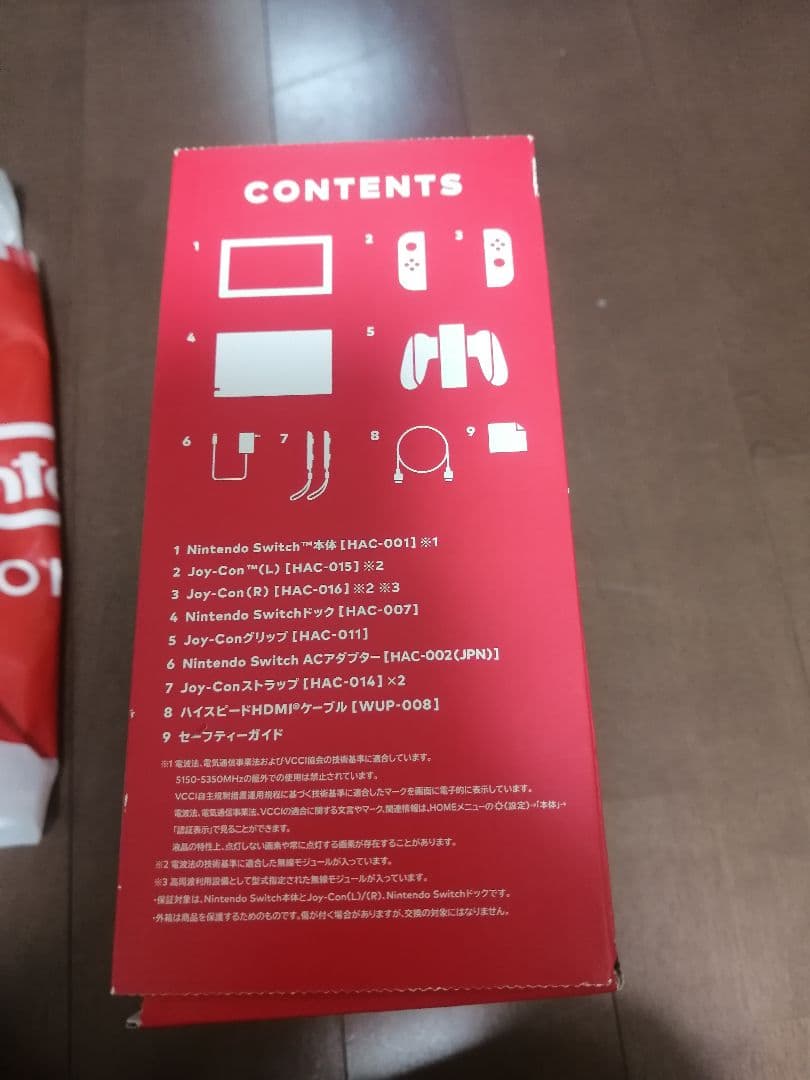 CONTENTS
1
2
3
4
5
6
7
8
9
1 Nintendo Switch™本体[HAC-001]※1
2 Joy-Con™(L)[HAC-015]※2
3 Joy-Con(R)[HAC-016]※2 ※3
4 Nintendo Switchドック[HAC-007]
5 Joy-Conグリップ[HAC-011]
6 Nintendo Switch ACアダプター[HAC-002(JPN)]
7 Joy-Conストラップ[HAC-014]×2
8 ハイスピードHDMI®ケーブル[WUP-008]
9 セーフティーガイド
※1 電波法、電気通信事業法およびVCCI協会の技術基準に適合しています。
5150-5350MHzの屋外での使用は禁止されています。
VCCI自主規制措置運用規程に基づく技術基準に適合したマークを画面に電子的に表示しています。
電波法、電気通信事業法、VCCIの適合に関する文言やマーク、関連情報は、HOMEメニューの(設定)→「本体」→
「認証表示」で見ることができます。
液晶の特性上、点灯しない画素や常に点灯する画素が存在することがあります。
※2 電波法の技術基準に適合した無線モジュールが入っています。
※3 高周波利用設備として型式指定された無線モジュールが入っています。
・保証対象は、Nintendo Switch本体とJoy-Con(L)/(R)、Nintendo Switchドックです。
・外箱は商品を保護するためのものです。傷が付く場合がありますが、交換の対象にはなりません。